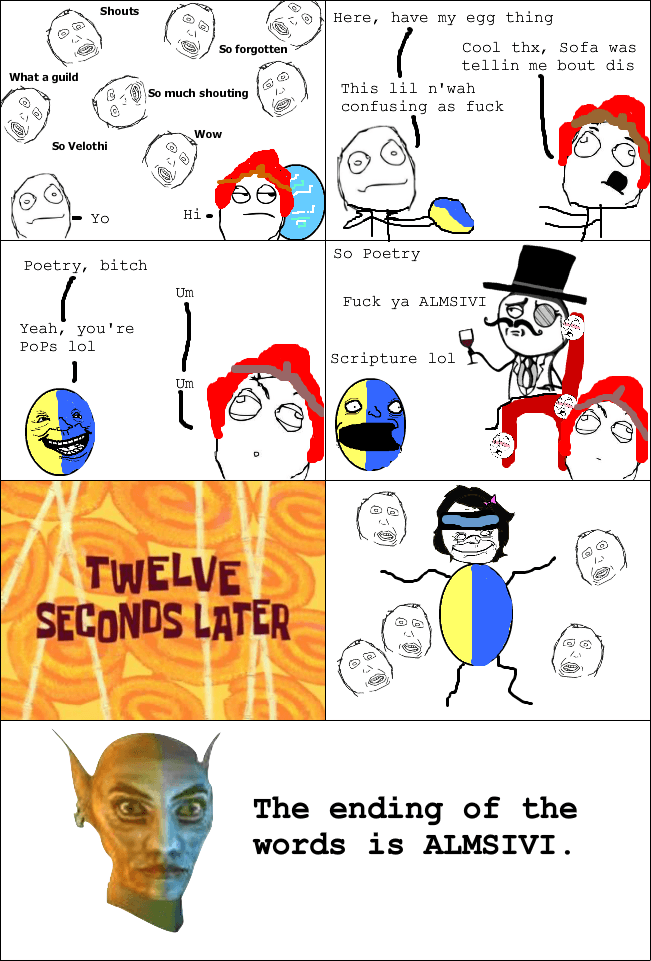 Shouts
So forgotten
What a guild
So much shouting
So Velothi
Wow
Yo
Hi
Here, have my egg thing
Cool thx, Sofa was
tellin me bout dis
This lil n'wah
confusing as fuck
Poetry, bitch
Um
Yeah, you're
PoPs lol
Um
So Poetry
Fuck ya ALMSIVI
Scripture lol
TWELVE
SECONDS LATER
The ending of the
words is ALMSIVI.